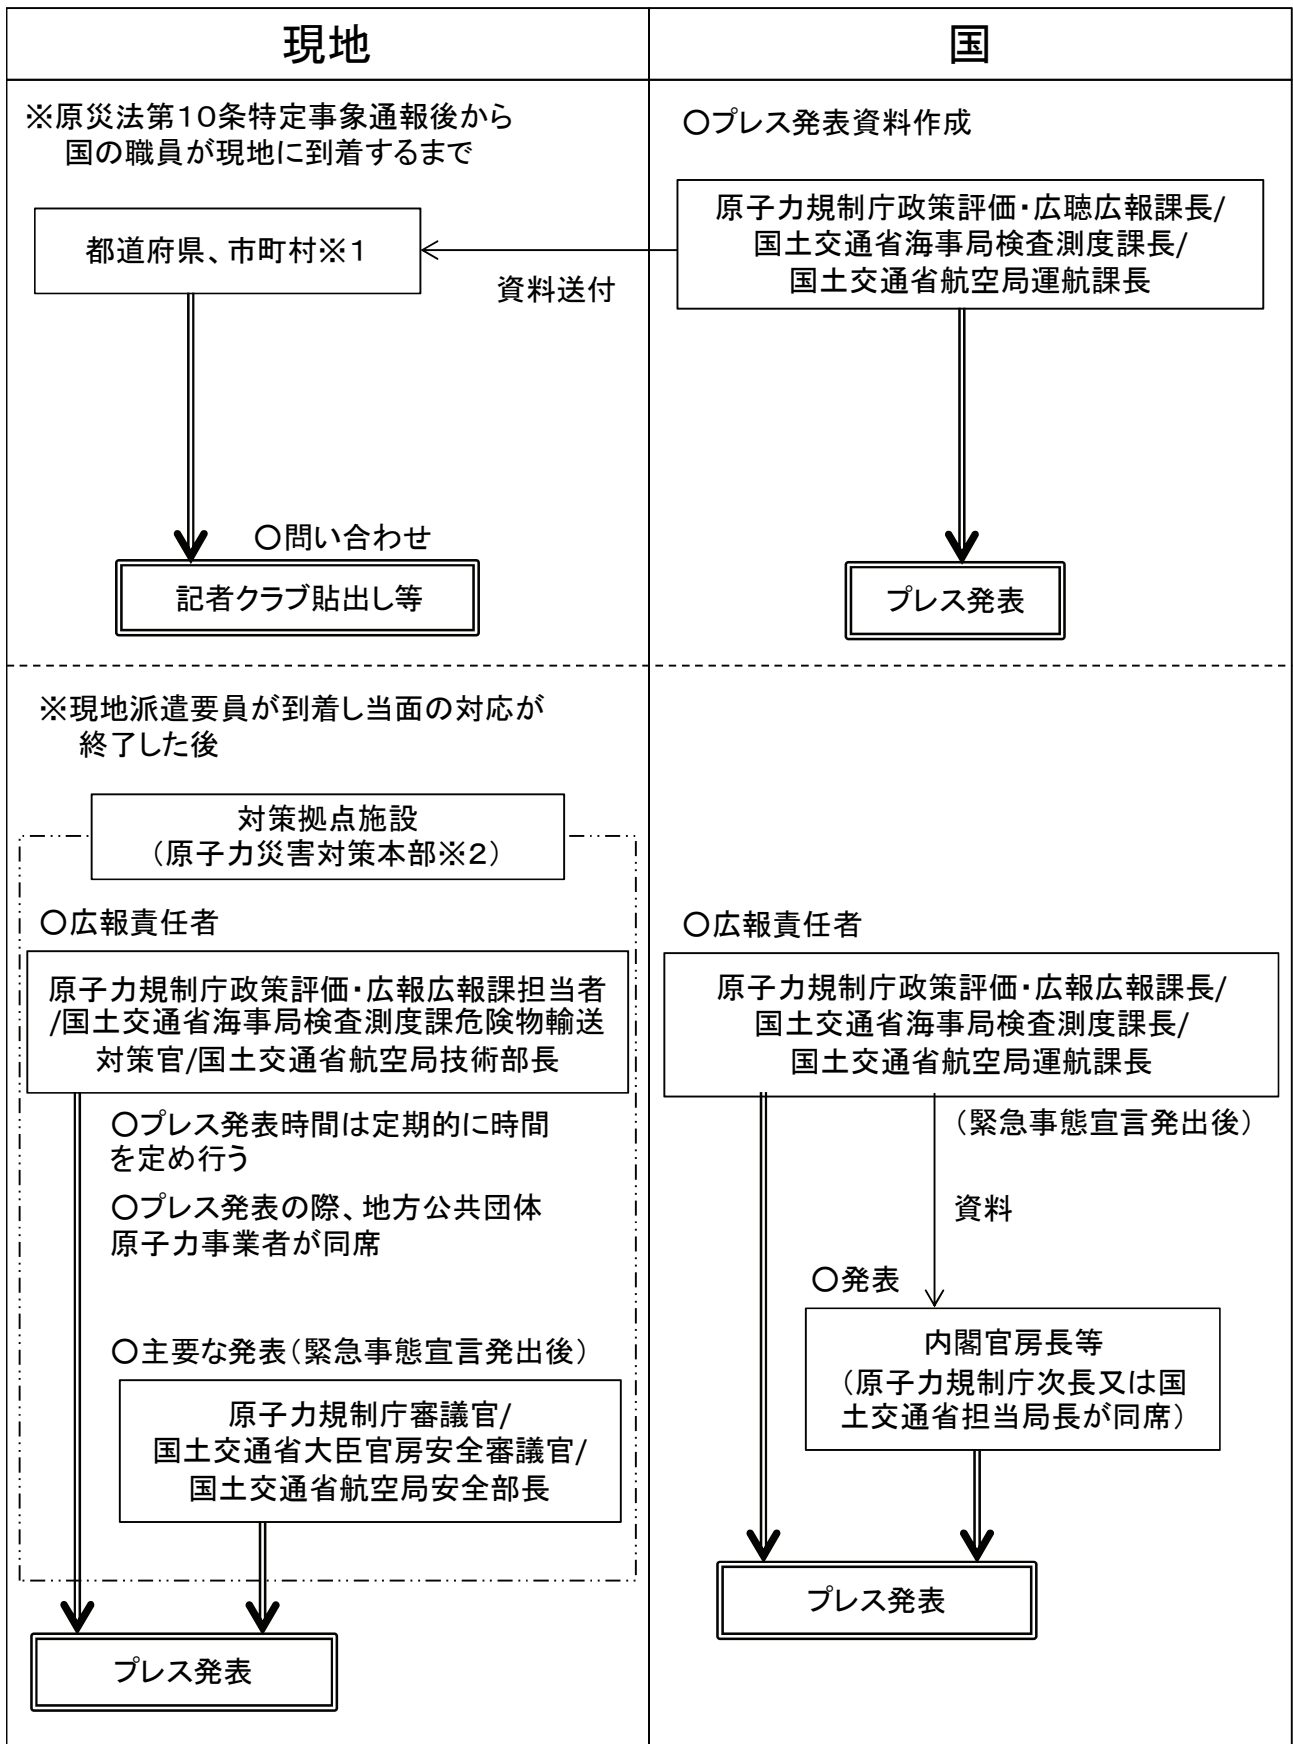 現地
国
※原災法第10条特定事象通報後から
国の職員が現地に到着するまで
○プレス発表資料作成
都道府県、市町村※1
原子力規制庁政策評価・広聴広報課長/
国土交通省海事局検査測度課長/
国土交通省航空局運航課長
資料送付
○問い合わせ
記者クラブ貼出し等
プレス発表
※現地派遣要員が到着し当面の対応が
終了した後
対策拠点施設
(原子力災害対策本部※2)
○広報責任者
原子力規制庁政策評価・広報広報課担当者
/国土交通省海事局検査測度課危険物輸送
対策官/国土交通省航空局技術部長
○プレス発表時間は定期的に時間
を定め行う
○プレス発表の際、地方公共団体
原子力事業者が同席
○主要な発表(緊急事態宣言発出後)
原子力規制庁審議官/
国土交通省大臣官房安全審議官/
国土交通省航空局安全部長
プレス発表
○広報責任者
原子力規制庁政策評価・広報広報課長/
国土交通省海事局検査測度課長/
国土交通省航空局運航課長
(緊急事態宣言発出後)
資料
○発表
内閣官房長等
(原子力規制庁次長又は国
土交通省担当局長が同席)
プレス発表